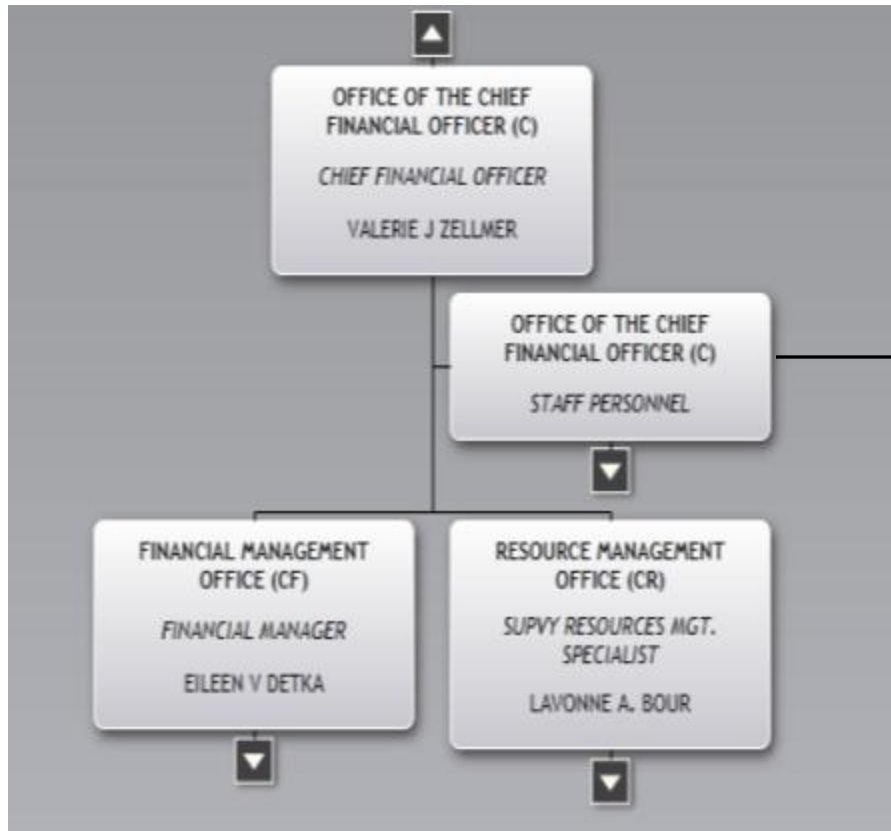 OFFICE OF THE CHIEF
FINANCIAL OFFICER (C)
CHIEF FINANCIAL OFFICER
VALERIE J ZELLMER
OFFICE OF THE CHIEF
FINANCIAL OFFICER (C)
STAFF PERSONNEL
FINANCIAL MANAGEMENT
OFFICE (CF)
FINANCIAL MANAGER
EILEEN V DETKA
RESOURCE MANAGEMENT
OFFICE (CR)
SUPVY RESOURCES MGT.
SPECIALIST
LAVONNE A. BOUR